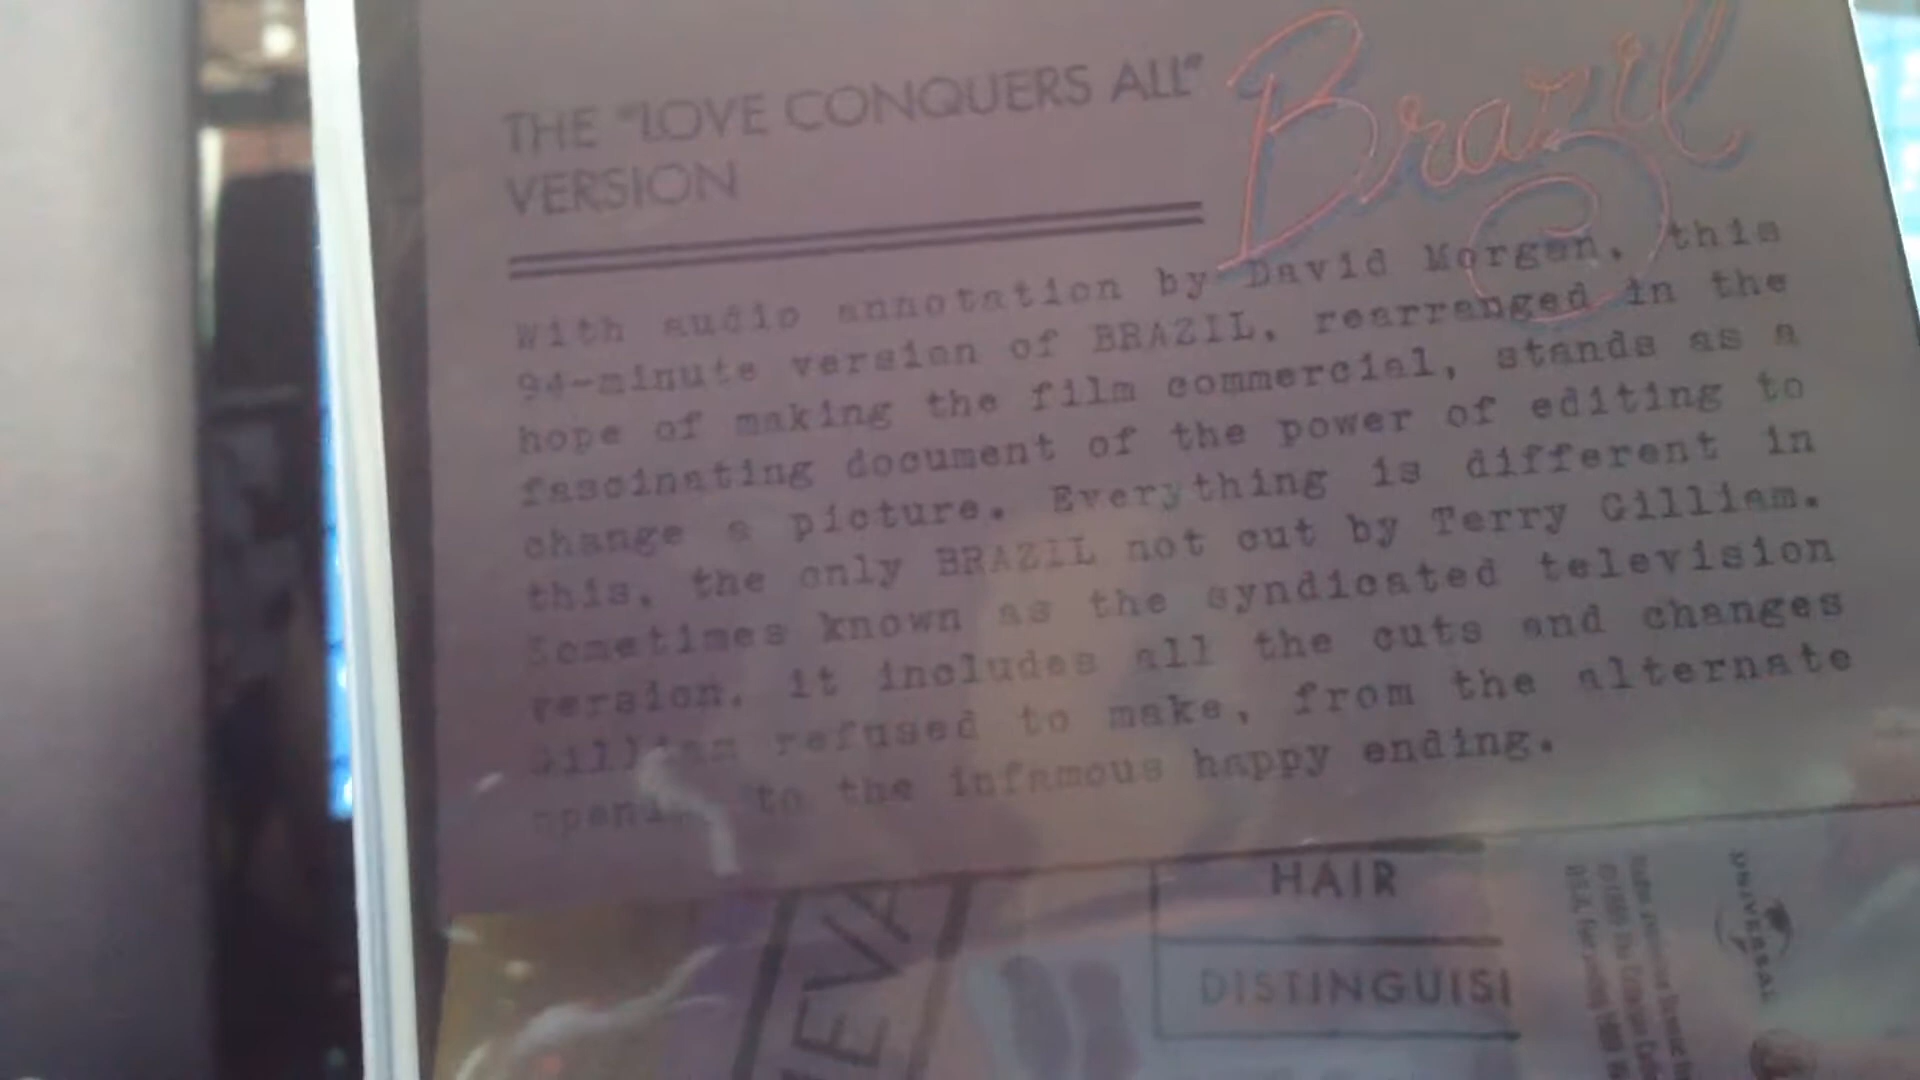 THE "LOVE CONQUERS ALL"
VERSION
Brazil
With audio annotation by David Morgan, this
94-minute version of BRAZIL, rearranged in the
hope of making the film commercial, stands as a
fascinating document of the power of editing to
change a picture. Everything is different in
this, the only BRAZIL not cut by Terry Gilliam.
Sometimes known as the syndicated television
version, it includes all the cuts and changes
Gilliam refused to make, from the alternate
to the infamous happy ending.
HAIR
DISTINGUISI
UNIVERSAL